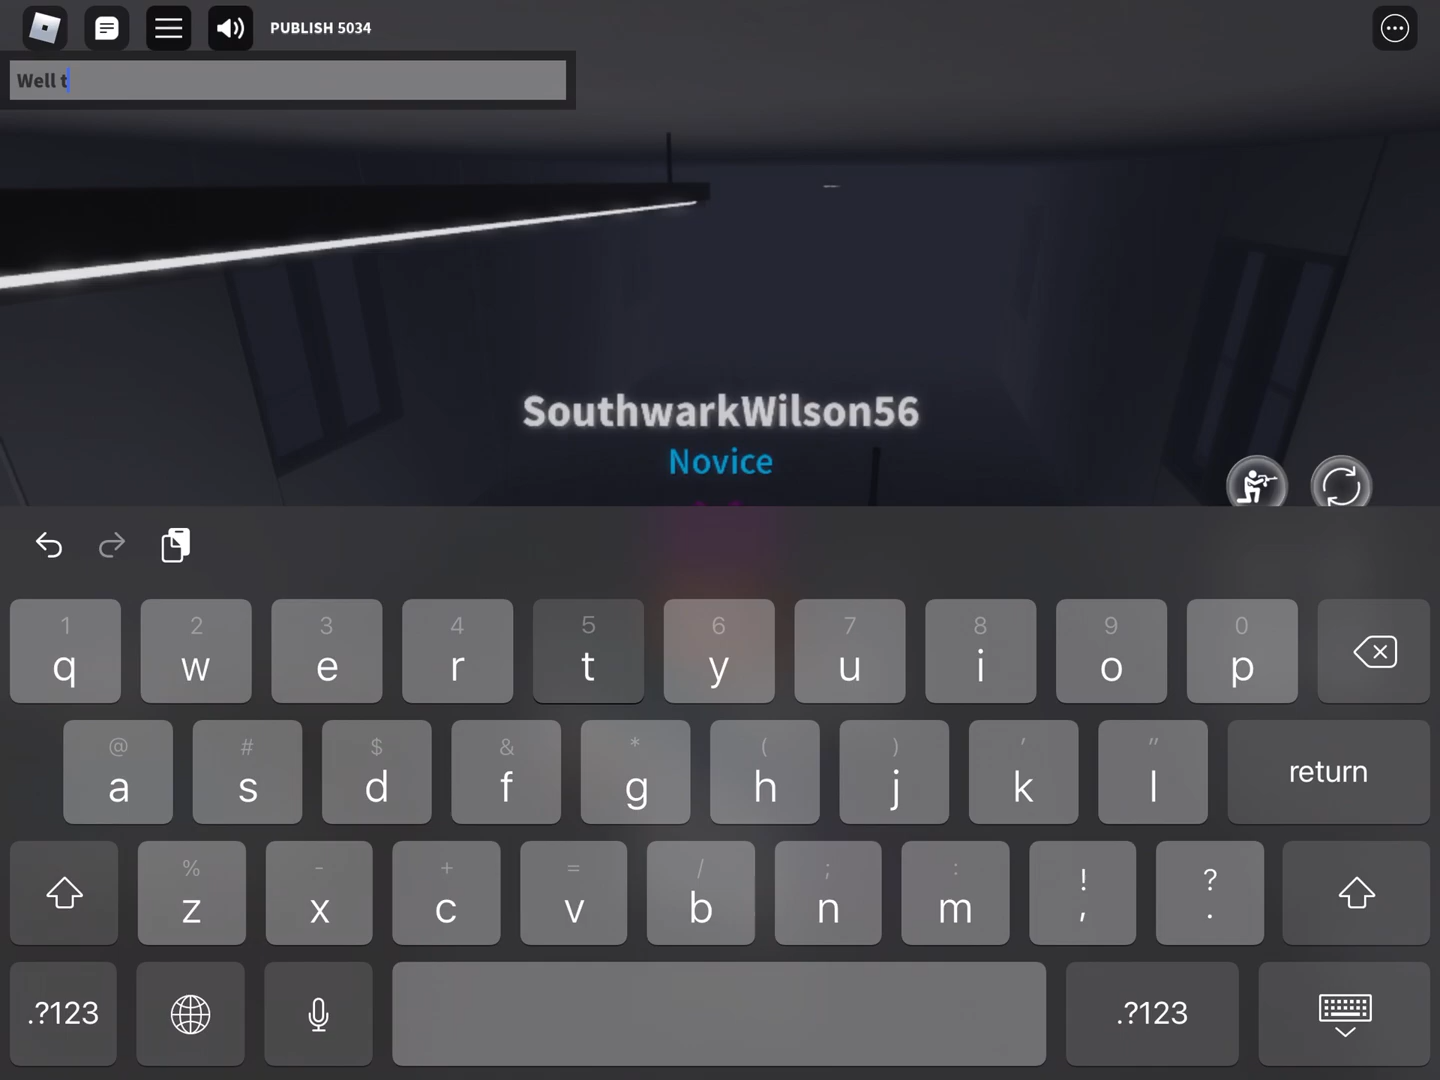 PUBLISH 5034
Well t
SouthwarkWilson56
Novice
1 2 3 4 5 6 7 8 9 0
q w e r t y u i o p
@ # $ & * ( ) ' "
a s d f g h j k l return
% - + = / ; : ! ?
z x c v b n m , .
.?123 .?123